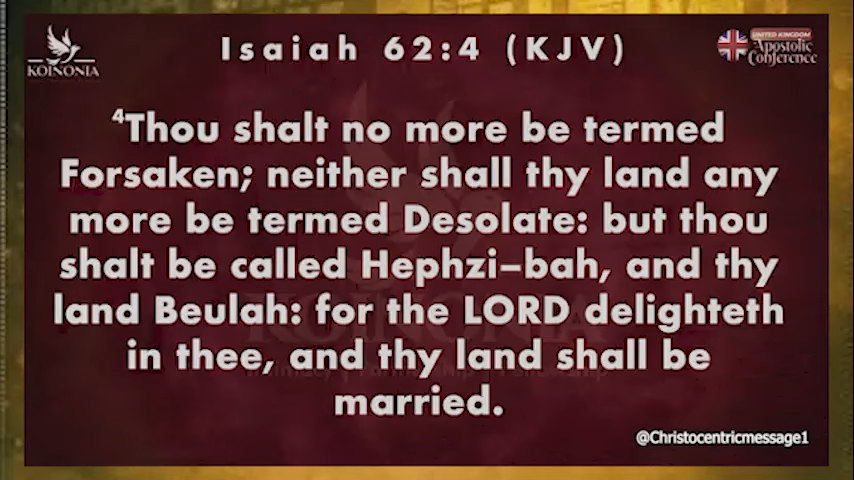 KOINONIA
Isaiah 62:4 (KJV)
UNITED KINGDOM
Apostolic
Conference
4Thou shalt no more be termed
Forsaken; neither shall thy land any
more be termed Desolate: but thou
shalt be called Hephzi–bah, and thy
land Beulah: for the LORD delighteth
in thee, and thy land shall be
married.
@Christocentricmessage1